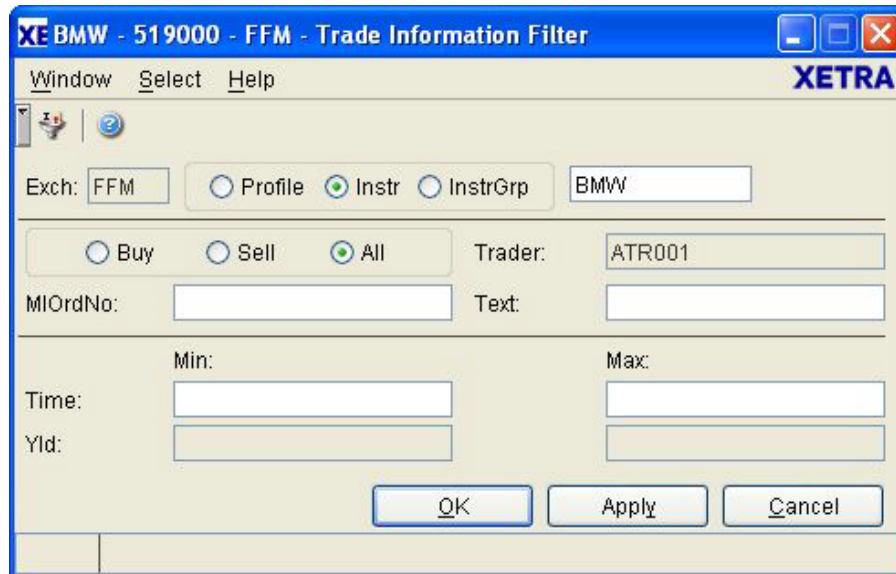 XE BMW - 519000 - FFM - Trade Information Filter
Window Select Help XETRA
Exch: FFM Profile Instr InstrGrp BMW
Buy Sell All Trader: ATR001
MIOrdNo: Text:
Min: Max:
Time:
Yld:
OK Apply Cancel